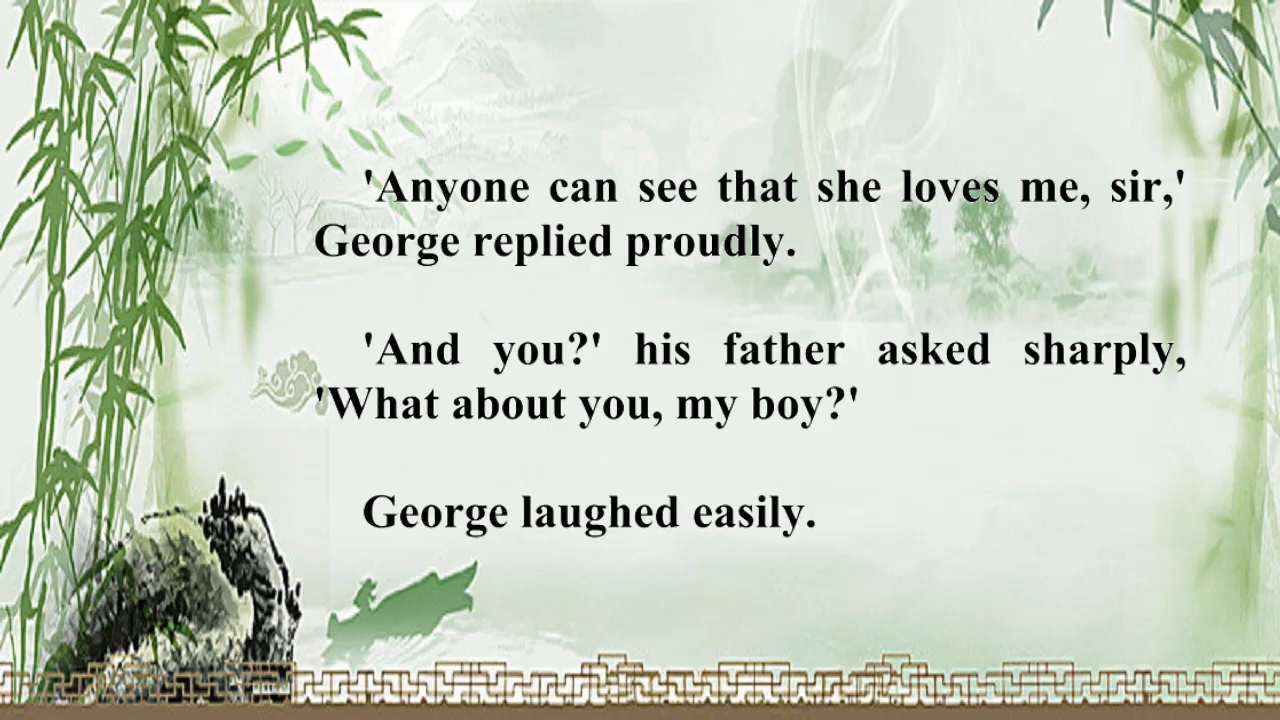 'Anyone can see that she loves me, sir,'
George replied proudly.
'And you?' his father asked sharply,
'What about you, my boy?'
George laughed easily.